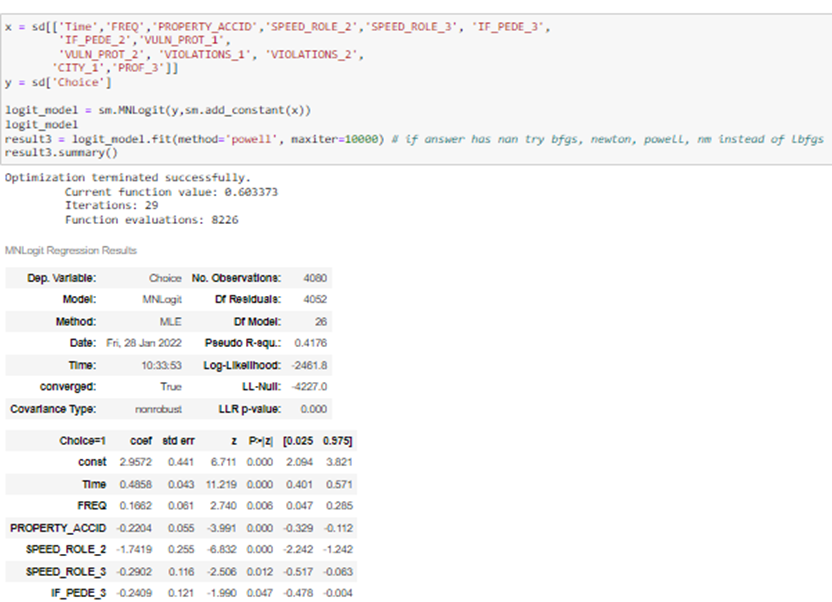 x = sd[['Time','FREQ','PROPERTY_ACCID','SPEED_ROLE_2','SPEED_ROLE_3', 'IF_PEDE_3',
'IF_PEDE_2','VULN_PROT_1',
'VULN_PROT_2', 'VIOLATIONS_1', 'VIOLATIONS_2',
'CITY_1','PROF_3']]
y = sd['Choice']
logit_model = sm.MNLogit(y,sm.add_constant(x))
logit_model
result3 = logit_model.fit(method='powell', maxiter=10000) # if answer has nan try bfgs, newton, powell, nm instead of lbfgs
result3.summary()
Optimization terminated successfully.
Current function value: 0.603373
Iterations: 29
Function evaluations: 8226
MNLogit Regression Results
Dep. Variable: Choice No. Observations: 4080
Model: MNLogit Df Residuals: 4052
Method: MLE Df Model: 26
Date: Fri, 28 Jan 2022 Pseudo R-squ.: 0.4176
Time: 10:33:53 Log-Likelihood: -2461.8
converged: True LL-Null: -4227.0
Covariance Type: nonrobust LLR p-value: 0.000
Choice=1 coef std err z P>|z| [0.025 0.975]
const 2.9572 0.441 6.711 0.000 2.094 3.821
Time 0.4858 0.043 11.219 0.000 0.401 0.571
FREQ 0.1662 0.061 2.740 0.006 0.047 0.285
PROPERTY_ACCID -0.2204 0.055 -3.991 0.000 -0.329 -0.112
SPEED_ROLE_2 -1.7419 0.255 -6.832 0.000 -2.242 -1.242
SPEED_ROLE_3 -0.2902 0.116 -2.506 0.012 -0.517 -0.063
IF_PEDE_3 -0.2409 0.121 -1.990 0.047 -0.478 -0.004